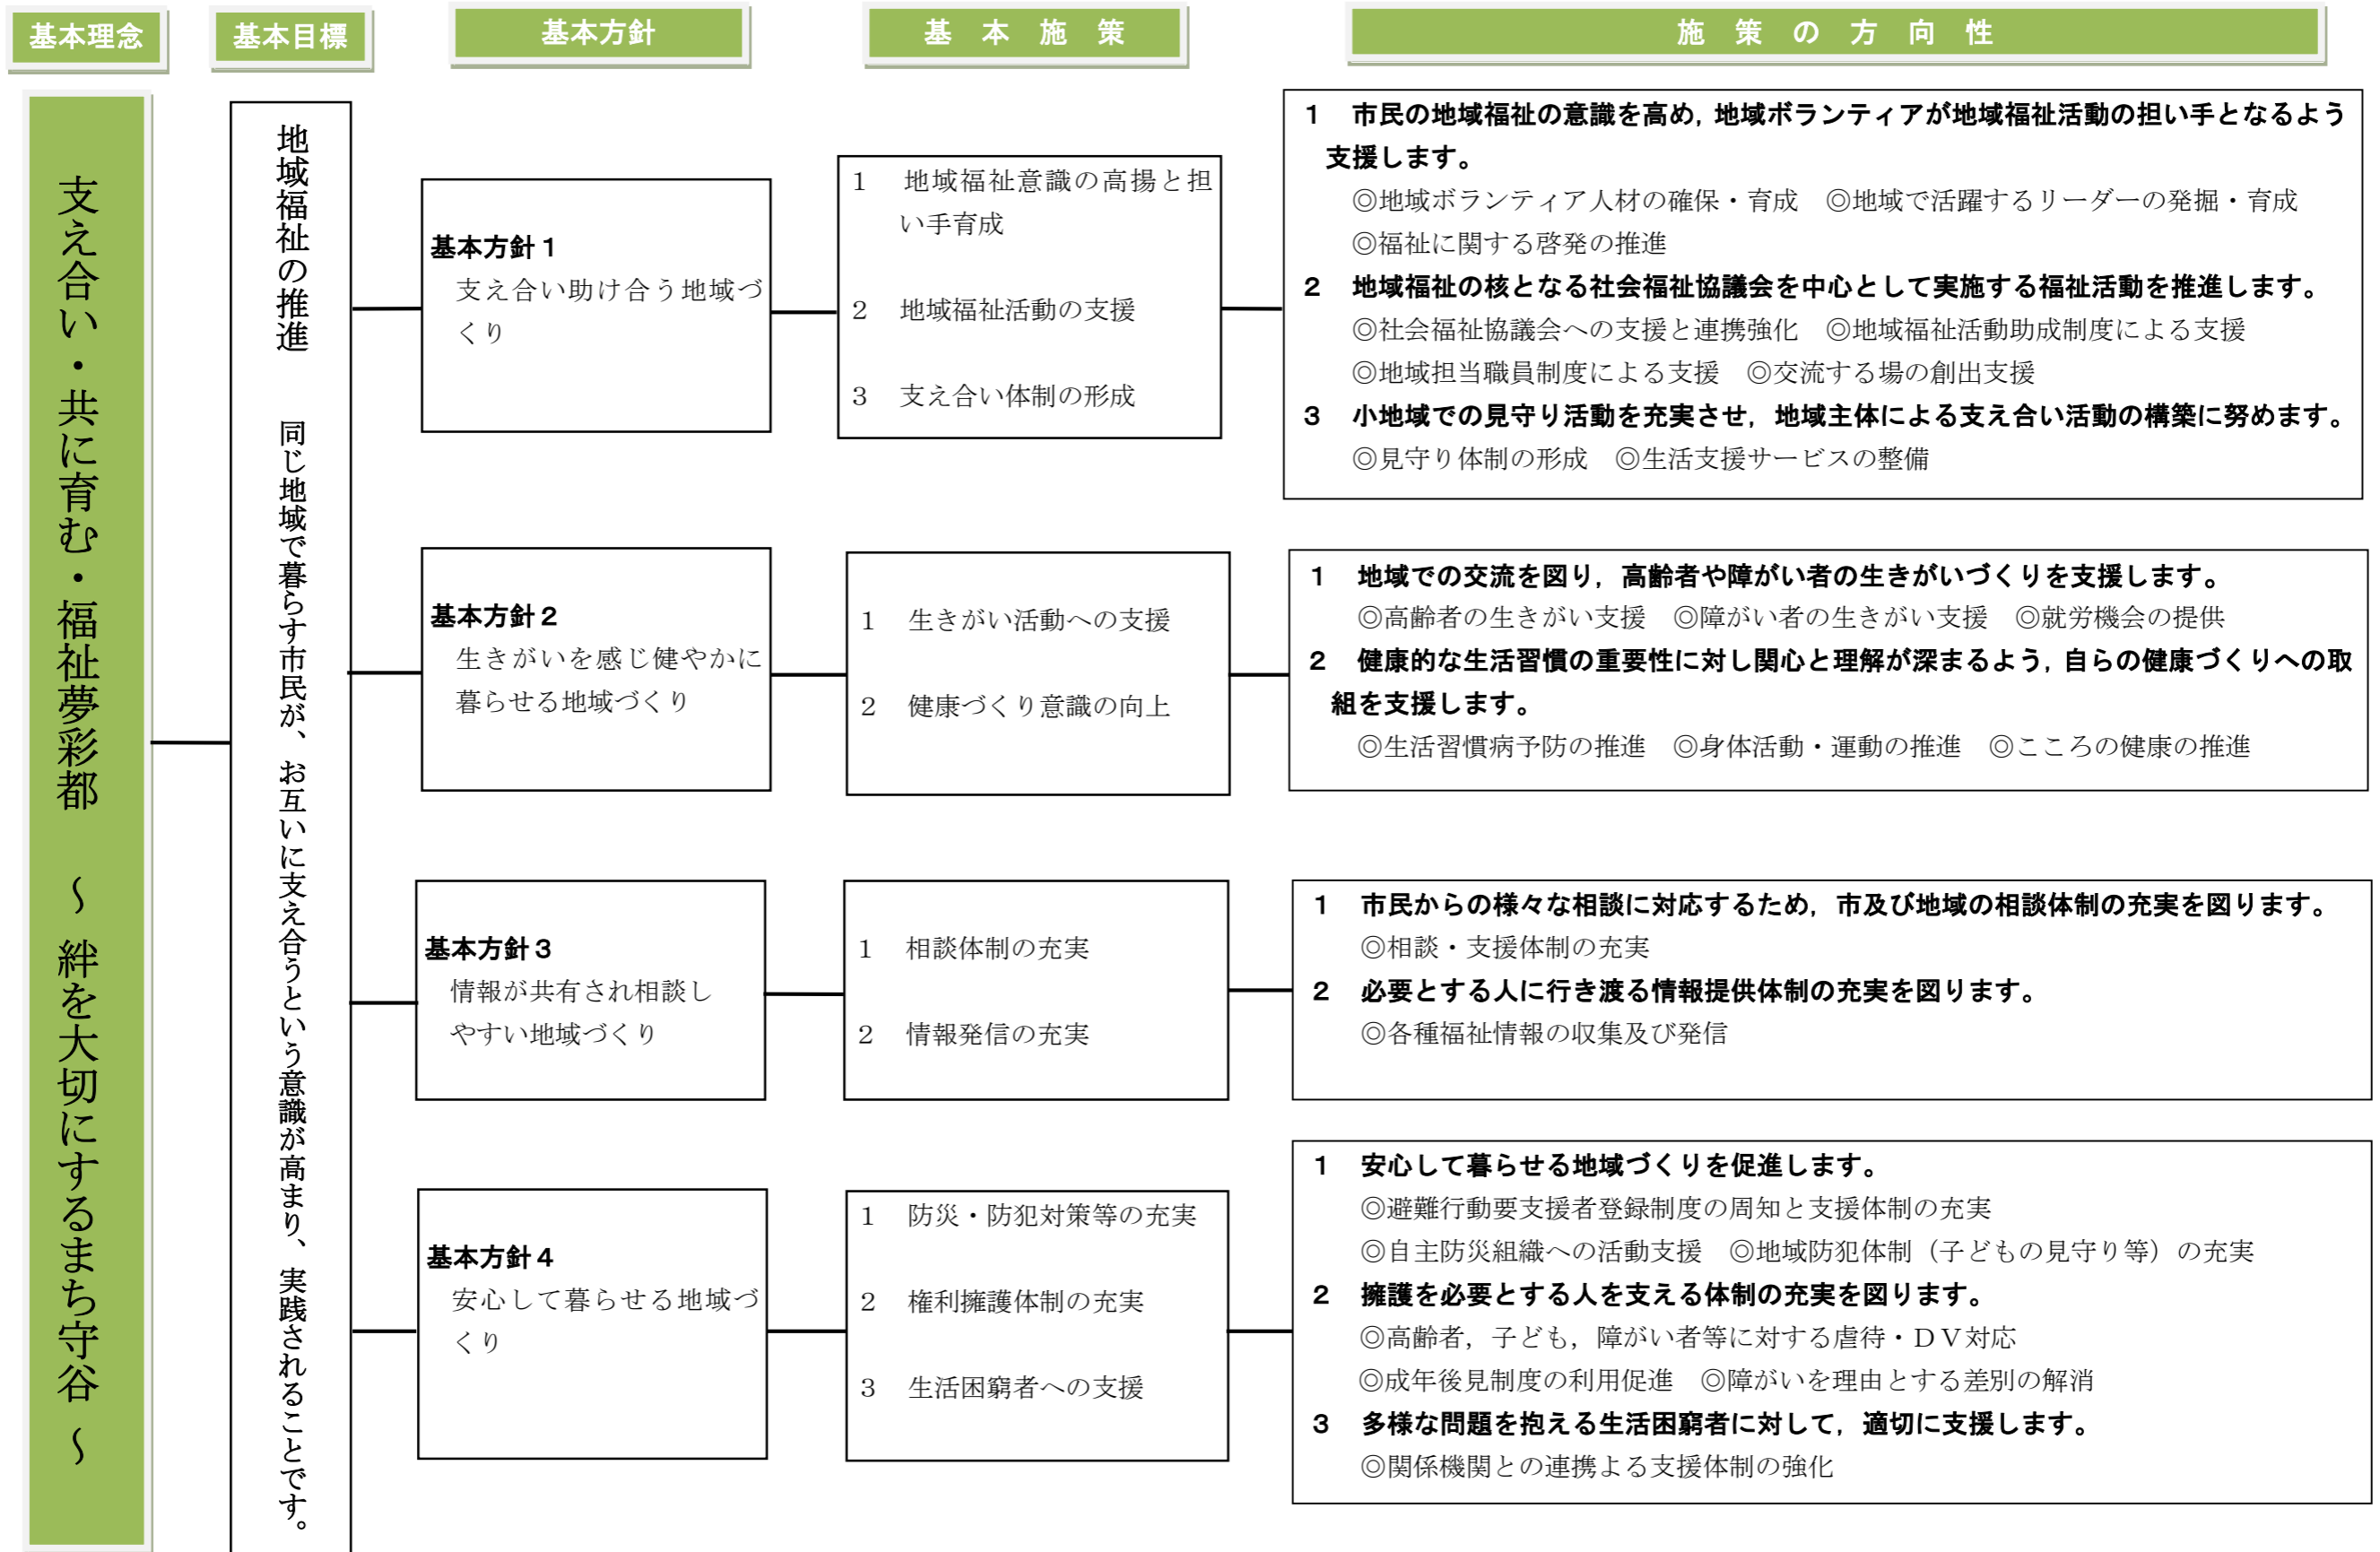 基本理念
基本目標
基本方針
基　本　施　策
施　策　の　方　向　性
支え合い・共に育む・福祉夢彩都　～ 絆を大切にするまち守谷 ～
地域福祉の推進　同じ地域で暮らす市民が、お互いに支え合うという意識が高まり、実践されることです。
基本方針１
支え合い助け合う地域づ
くり
1　地域福祉意識の高揚と担
い手育成
2　地域福祉活動の支援
3　支え合い体制の形成
1　市民の地域福祉の意識を高め，地域ボランティアが地域福祉活動の担い手となるよう
支援します。
◎地域ボランティア人材の確保・育成　◎地域で活躍するリーダーの発掘・育成
◎福祉に関する啓発の推進
2　地域福祉の核となる社会福祉協議会を中心として実施する福祉活動を推進します。
◎社会福祉協議会への支援と連携強化　◎地域福祉活動助成制度による支援
◎地域担当職員制度による支援　◎交流する場の創出支援
3　小地域での見守り活動を充実させ，地域主体による支え合い活動の構築に努めます。
◎見守り体制の形成　◎生活支援サービスの整備
基本方針２
生きがいを感じ健やかに
暮らせる地域づくり
1　生きがい活動への支援
2　健康づくり意識の向上
1　地域での交流を図り，高齢者や障がい者の生きがいづくりを支援します。
◎高齢者の生きがい支援　◎障がい者の生きがい支援　◎就労機会の提供
2　健康的な生活習慣の重要性に対し関心と理解が深まるよう，自らの健康づくりへの取
組を支援します。
◎生活習慣病予防の推進　◎身体活動・運動の推進　◎こころの健康の推進
基本方針３
情報が共有され相談し
やすい地域づくり
1　相談体制の充実
2　情報発信の充実
1　市民からの様々な相談に対応するため，市及び地域の相談体制の充実を図ります。
◎相談・支援体制の充実
2　必要とする人に行き渡る情報提供体制の充実を図ります。
◎各種福祉情報の収集及び発信
基本方針４
安心して暮らせる地域づ
くり
1　防災・防犯対策等の充実
2　権利擁護体制の充実
3　生活困窮者への支援
1　安心して暮らせる地域づくりを促進します。
◎避難行動要支援者登録制度の周知と支援体制の充実
◎自主防災組織への活動支援　◎地域防犯体制（子どもの見守り等）の充実
2　擁護を必要とする人を支える体制の充実を図ります。
◎高齢者，子ども，障がい者等に対する虐待・ＤＶ対応
◎成年後見制度の利用促進　◎障がいを理由とする差別の解消
3　多様な問題を抱える生活困窮者に対して，適切に支援します。
◎関係機関との連携よる支援体制の強化